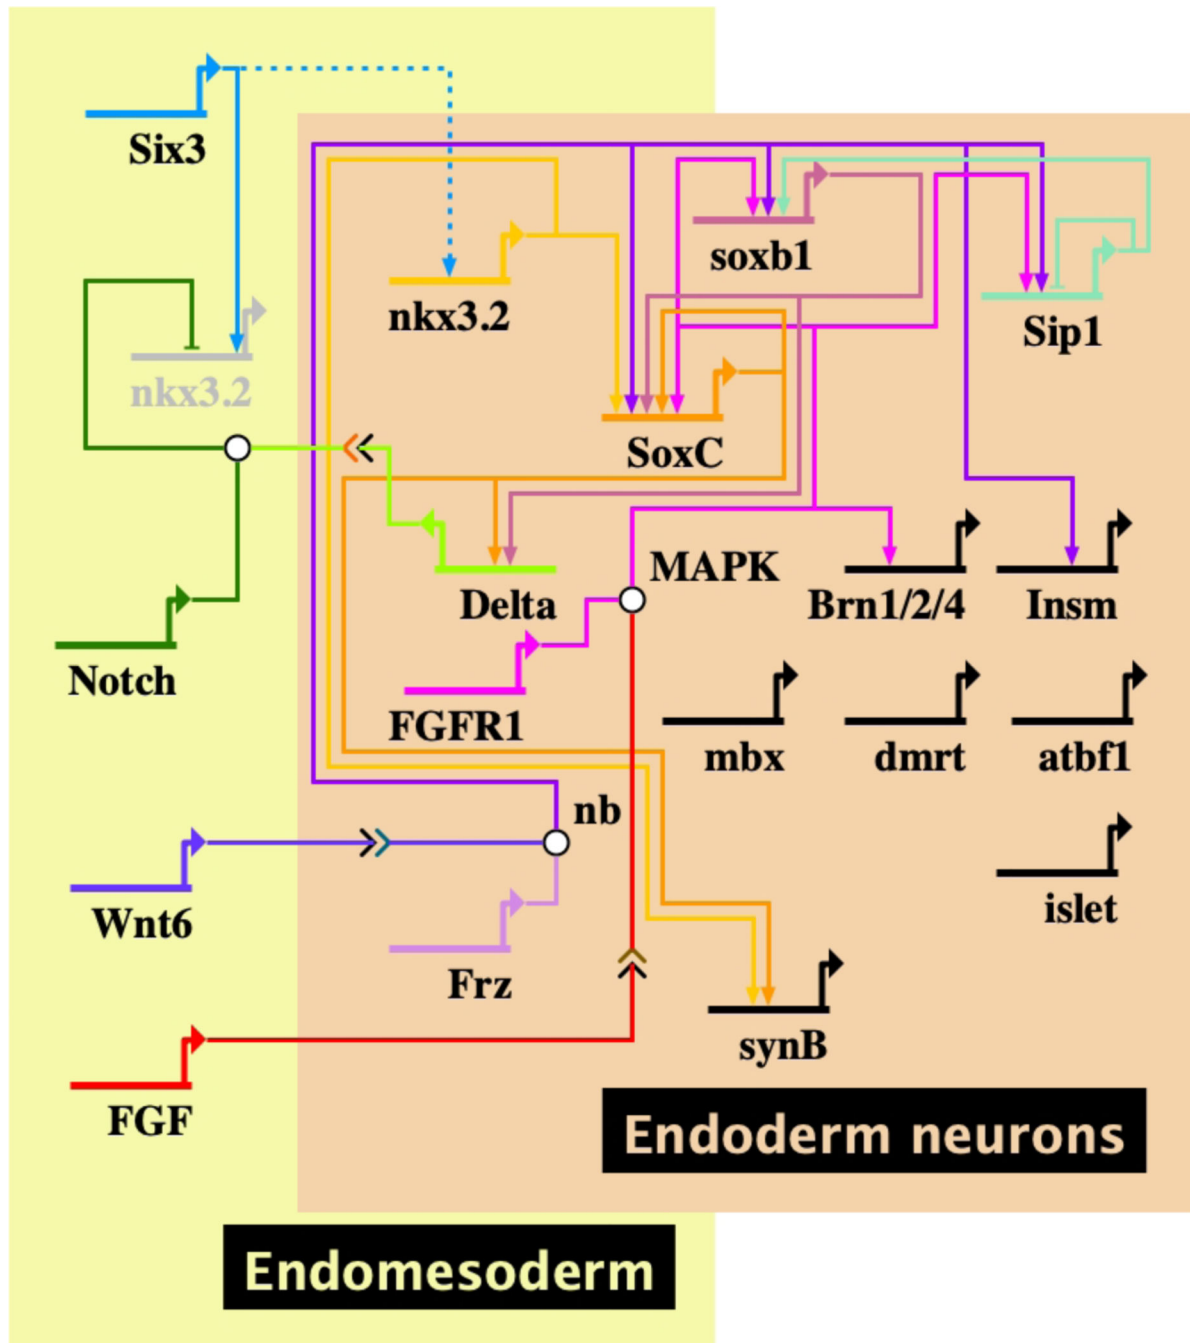 Six3
soxb1
nkx3.2
Sip1
nkx3.2
SoxC
MAPK
Delta
Brn1/2/4
Insm
Notch
FGFR1
mbx
dmrt
atbf1
nb
Wnt6
islet
Frz
synB
FGF
Endoderm neurons
Endomesoderm